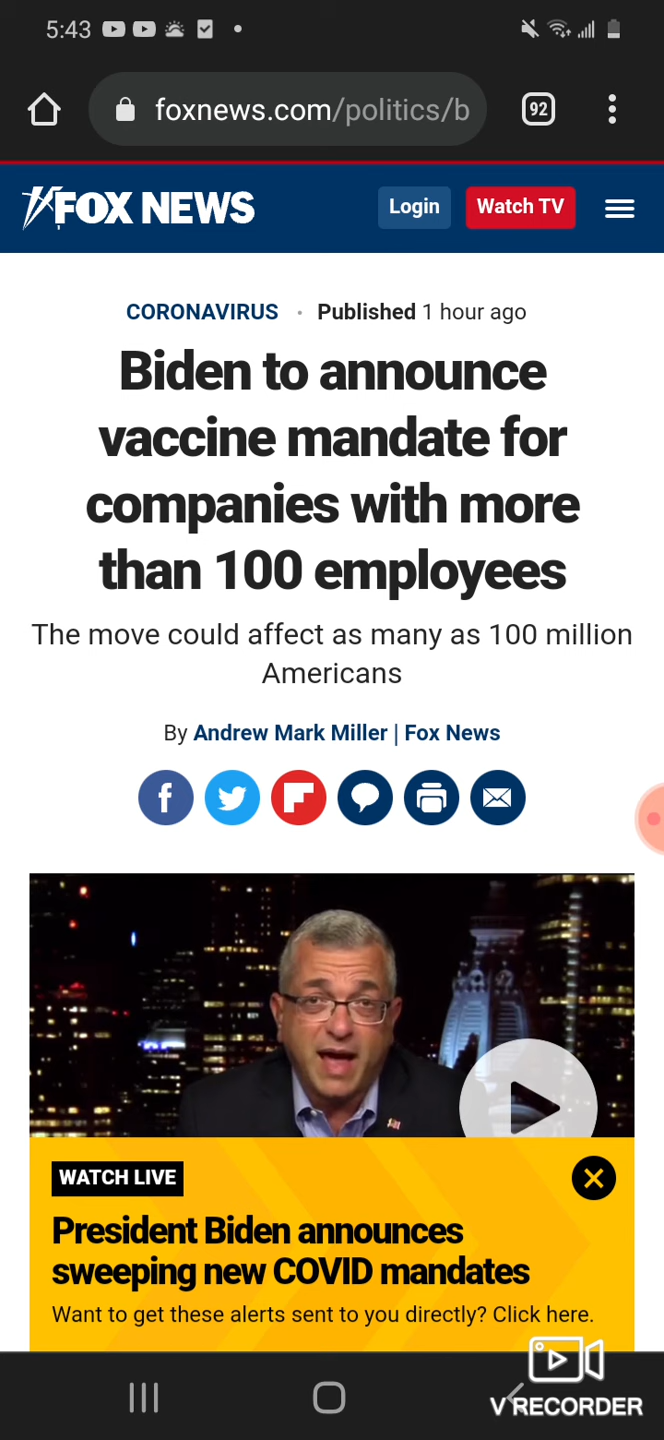 5:43
foxnews.com/politics/b
92
FOX NEWS
Login
Watch TV
CORONAVIRUS · Published 1 hour ago
Biden to announce
vaccine mandate for
companies with more
than 100 employees
The move could affect as many as 100 million
Americans
By Andrew Mark Miller | Fox News
WATCH LIVE
President Biden announces
sweeping new COVID mandates
Want to get these alerts sent to you directly? Click here.
V RECORDER